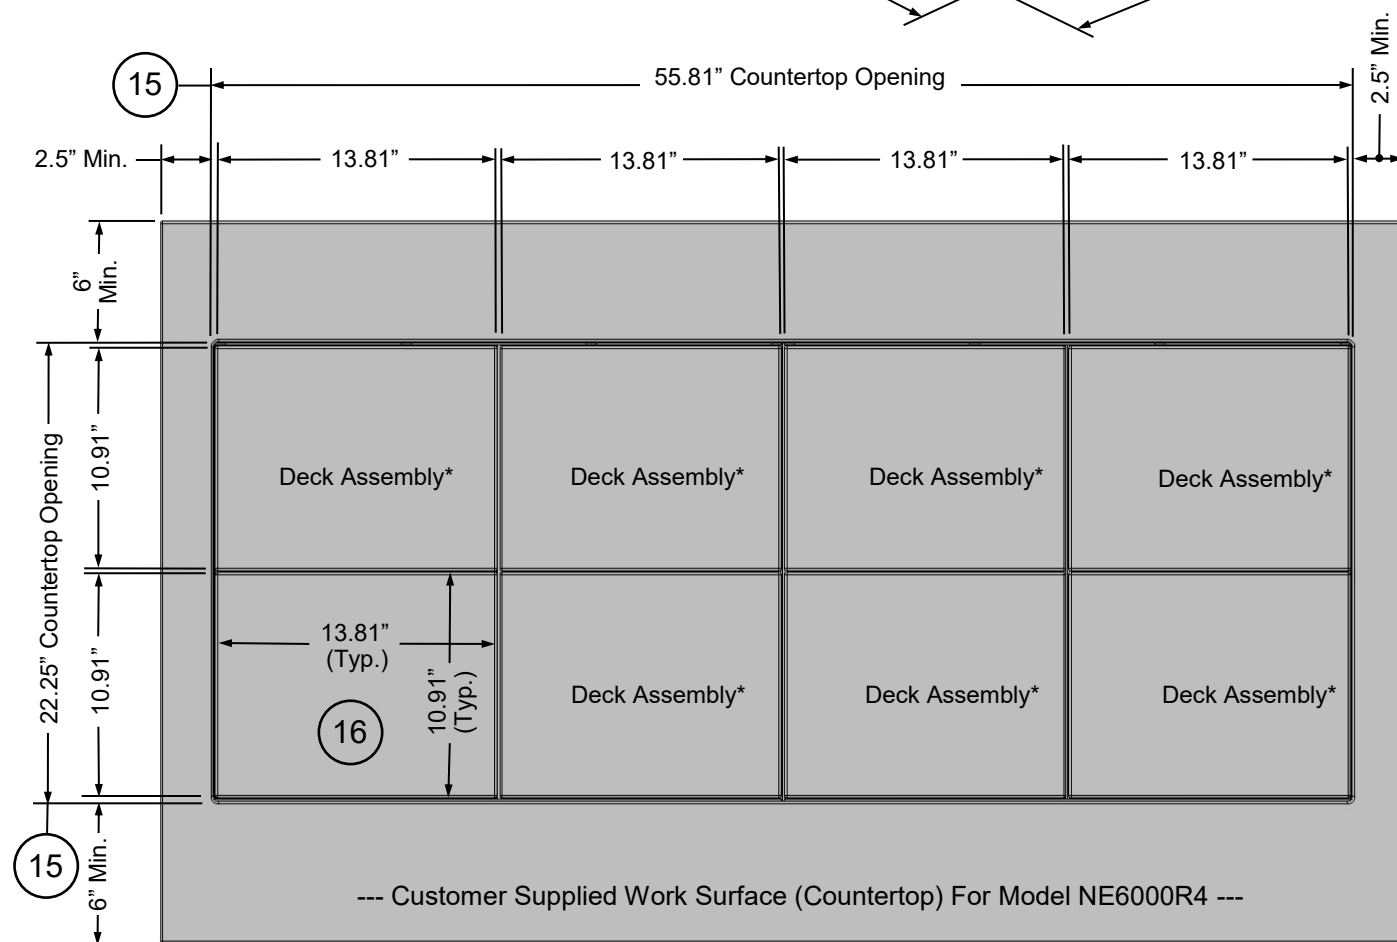 15
55.81” Countertop Opening
2.5” Min.
2.5” Min.
13.81”
13.81”
13.81”
13.81”
6”
Min.
22.25” Countertop Opening
10.91”
Deck Assembly*
Deck Assembly*
Deck Assembly*
Deck Assembly*
10.91”
13.81”
(Typ.)
16
10.91”
(Typ.)
Deck Assembly*
Deck Assembly*
Deck Assembly*
15
6” Min.
--- Customer Supplied Work Surface (Countertop) For Model NE6000R4 ---